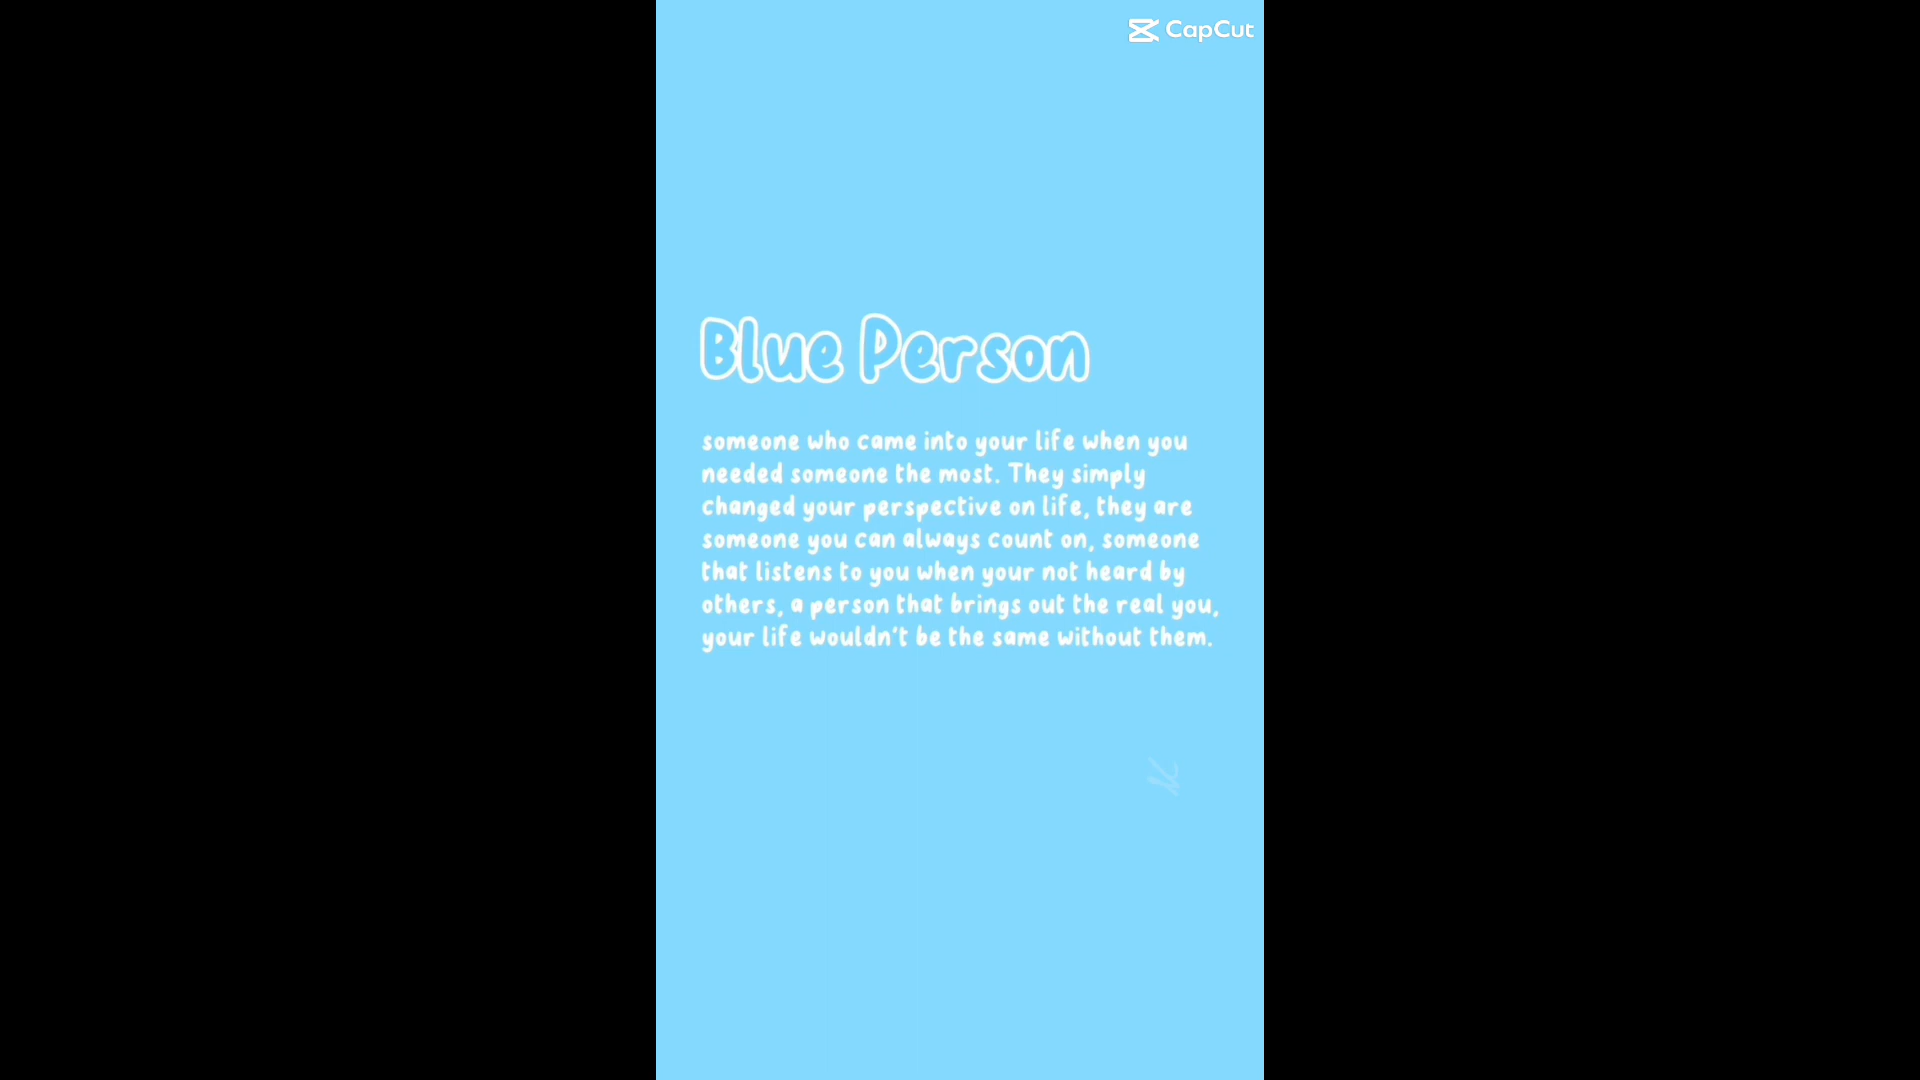 CapCut
Blue Person
someone who came into your life when you
needed someone the most. They simply
changed your perspective on life, they are
someone you can always count on, someone
that listens to you when your not heard by
others, a person that brings out the real you,
your life wouldn't be the same without them.